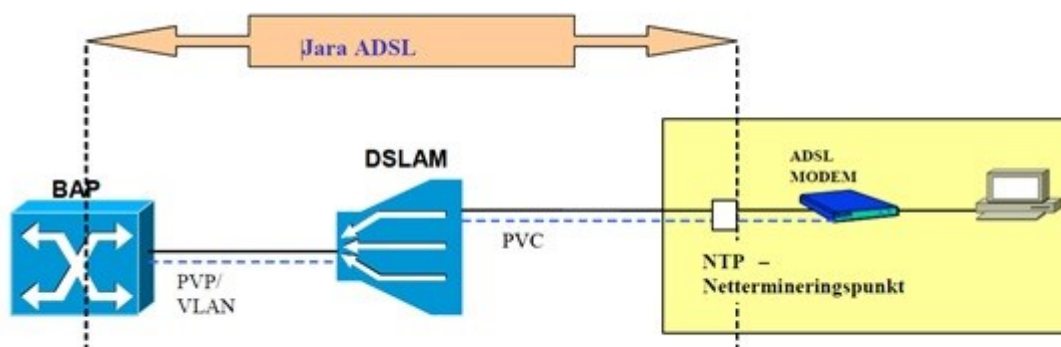 Jara ADSL
BAP
DSLAM
ADSL
MODEM
PVP/
VLAN
PVC
NTP –
Nettermineringspunkt